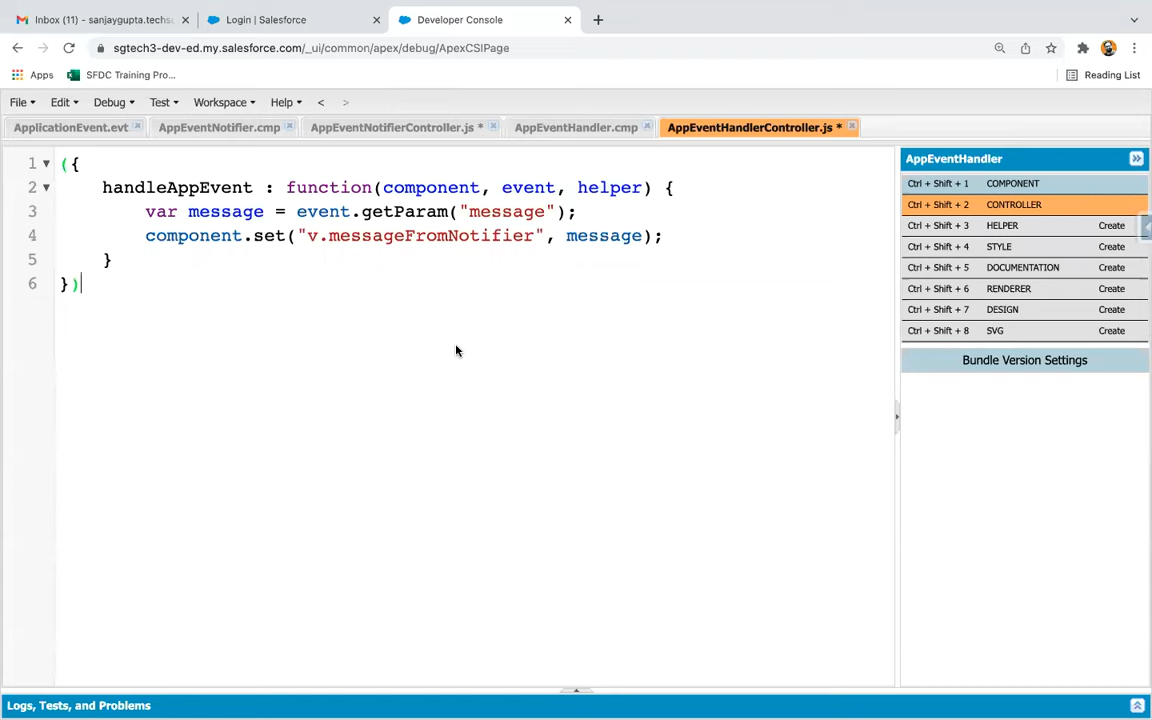 Inbox (11) - sanjaygupta.techsc
Login | Salesforce
Developer Console
sgtech3-dev-ed.my.salesforce.com/_ui/common/apex/debug/ApexCSIPage
Apps
SFDC Training Pro...
Reading List
File
Edit
Debug
Test
Workspace
Help
<
>
ApplicationEvent.evt
AppEventNotifier.cmp
AppEventNotifierController.js *
AppEventHandler.cmp
AppEventHandlerController.js *
1 ({
2 handleAppEvent : function(component, event, helper) {
3 var message = event.getParam("message");
4 component.set("v.messageFromNotifier", message);
5 }
6 })
AppEventHandler
Ctrl + Shift + 1 COMPONENT
Ctrl + Shift + 2 CONTROLLER
Ctrl + Shift + 3 HELPER Create
Ctrl + Shift + 4 STYLE Create
Ctrl + Shift + 5 DOCUMENTATION Create
Ctrl + Shift + 6 RENDERER Create
Ctrl + Shift + 7 DESIGN Create
Ctrl + Shift + 8 SVG Create
Bundle Version Settings
Logs, Tests, and Problems